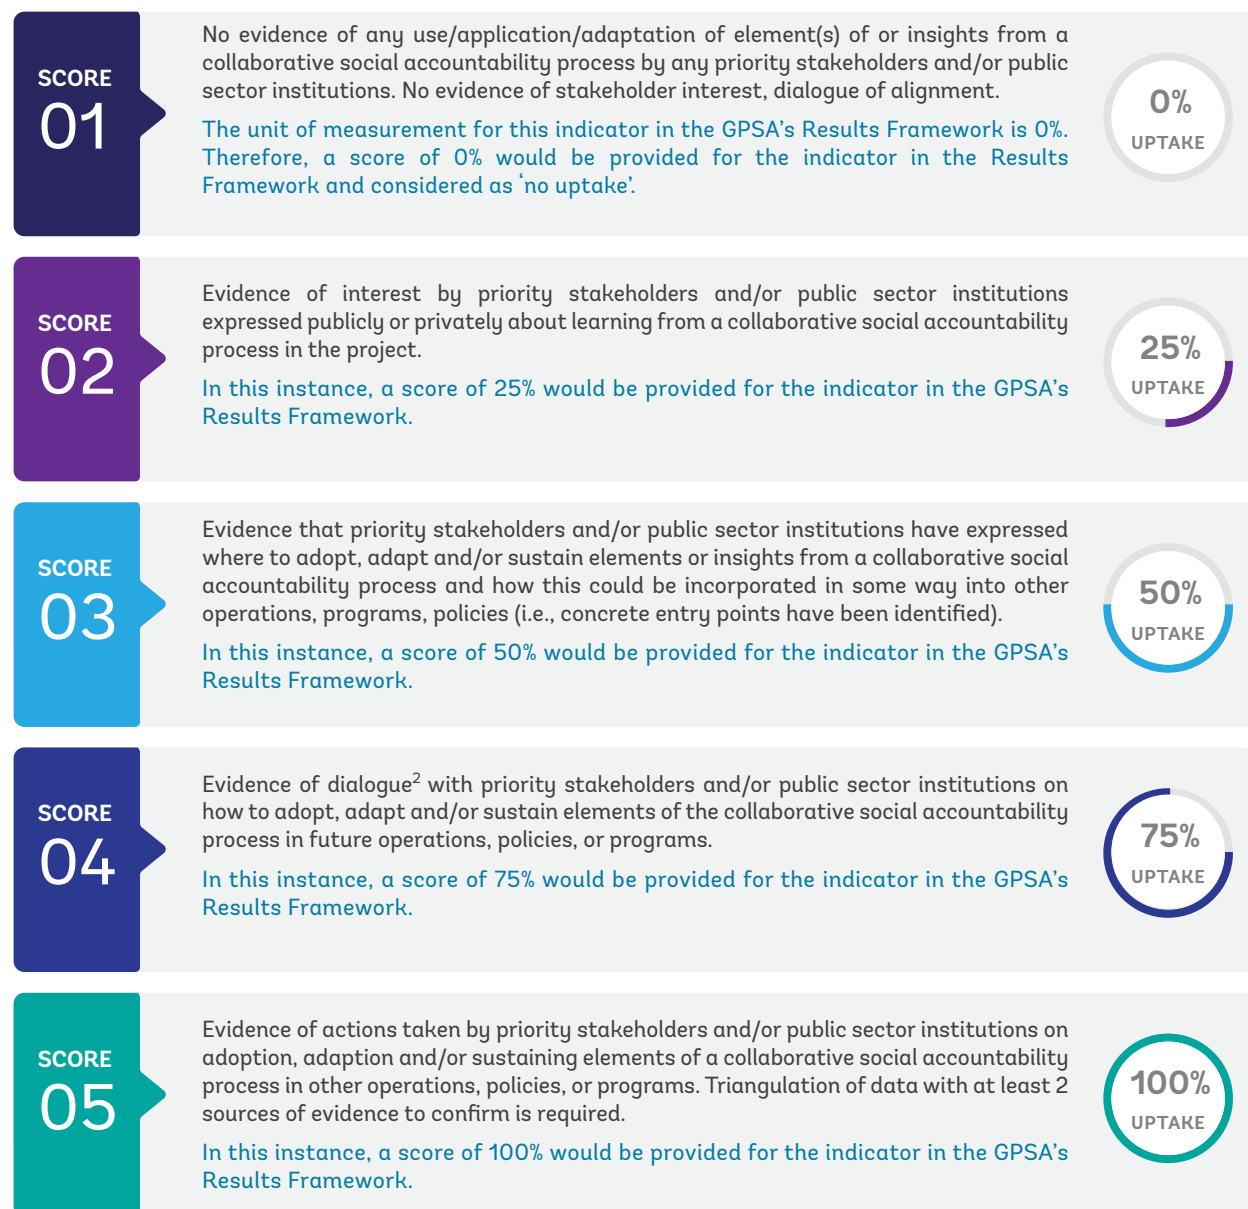 SCORE
01
No evidence of any use/application/adaptation of element(s) of or insights from a
collaborative social accountability process by any priority stakeholders and/or public
sector institutions. No evidence of stakeholder interest, dialogue of alignment.
The unit of measurement for this indicator in the GPSA's Results Framework is 0%.
Therefore, a score of 0% would be provided for the indicator in the Results
Framework and considered as ‘no uptake’.
0%
UPTAKE
SCORE
02
Evidence of interest by priority stakeholders and/or public sector institutions
expressed publicly or privately about learning from a collaborative social accountability
process in the project.
In this instance, a score of 25% would be provided for the indicator in the GPSA’s
Results Framework.
25%
UPTAKE
SCORE
03
Evidence that priority stakeholders and/or public sector institutions have expressed
where to adopt, adapt and/or sustain elements or insights from a collaborative social
accountability process and how this could be incorporated in some way into other
operations, programs, policies (i.e., concrete entry points have been identified).
In this instance, a score of 50% would be provided for the indicator in the GPSA’s
Results Framework.
50%
UPTAKE
SCORE
04
Evidence of dialogue² with priority stakeholders and/or public sector institutions on
how to adopt, adapt and/or sustain elements of the collaborative social accountability
process in future operations, policies, or programs.
In this instance, a score of 75% would be provided for the indicator in the GPSA’s
Results Framework.
75%
UPTAKE
SCORE
05
Evidence of actions taken by priority stakeholders and/or public sector institutions on
adoption, adaption and/or sustaining elements of a collaborative social accountability
process in other operations, policies, or programs. Triangulation of data with at least 2
sources of evidence to confirm is required.
In this instance, a score of 100% would be provided for the indicator in the GPSA’s
Results Framework.
100%
UPTAKE